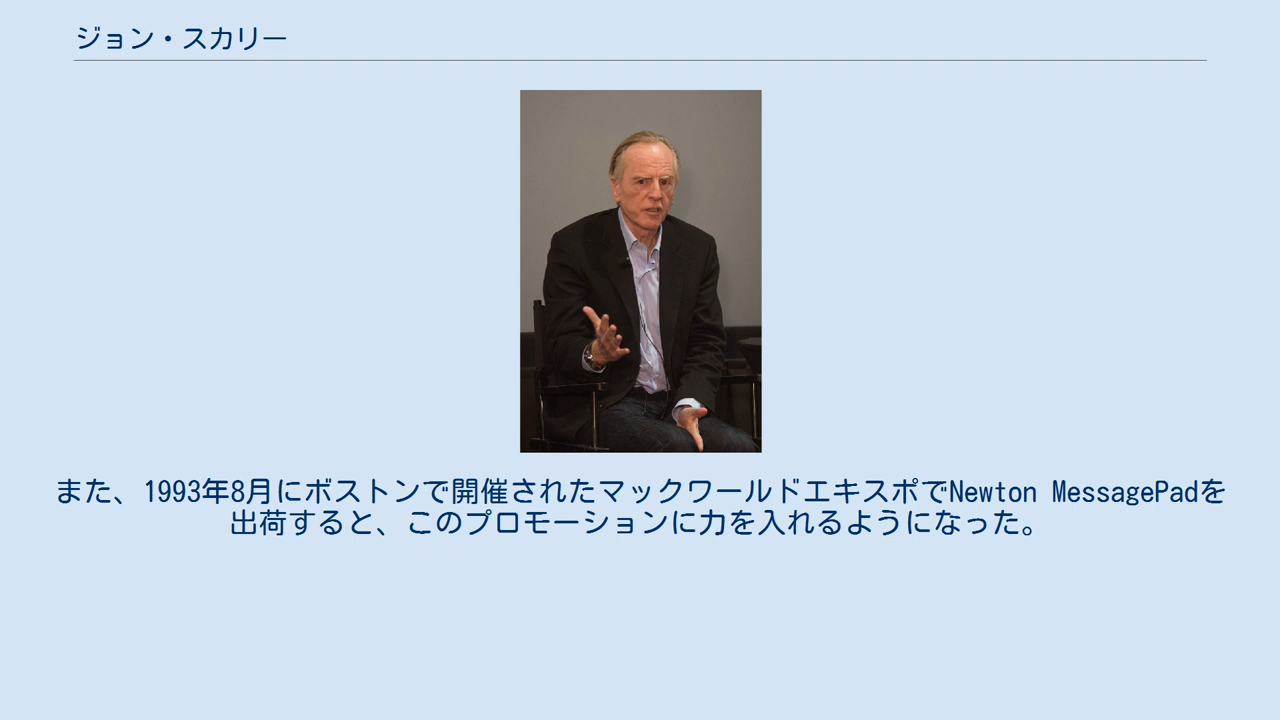 ジョン・スカリー
また、1993年8月にボストンで開催されたマックワールドエキスポでNewton MessagePadを
出荷すると、このプロモーションに力を入れるようになった。